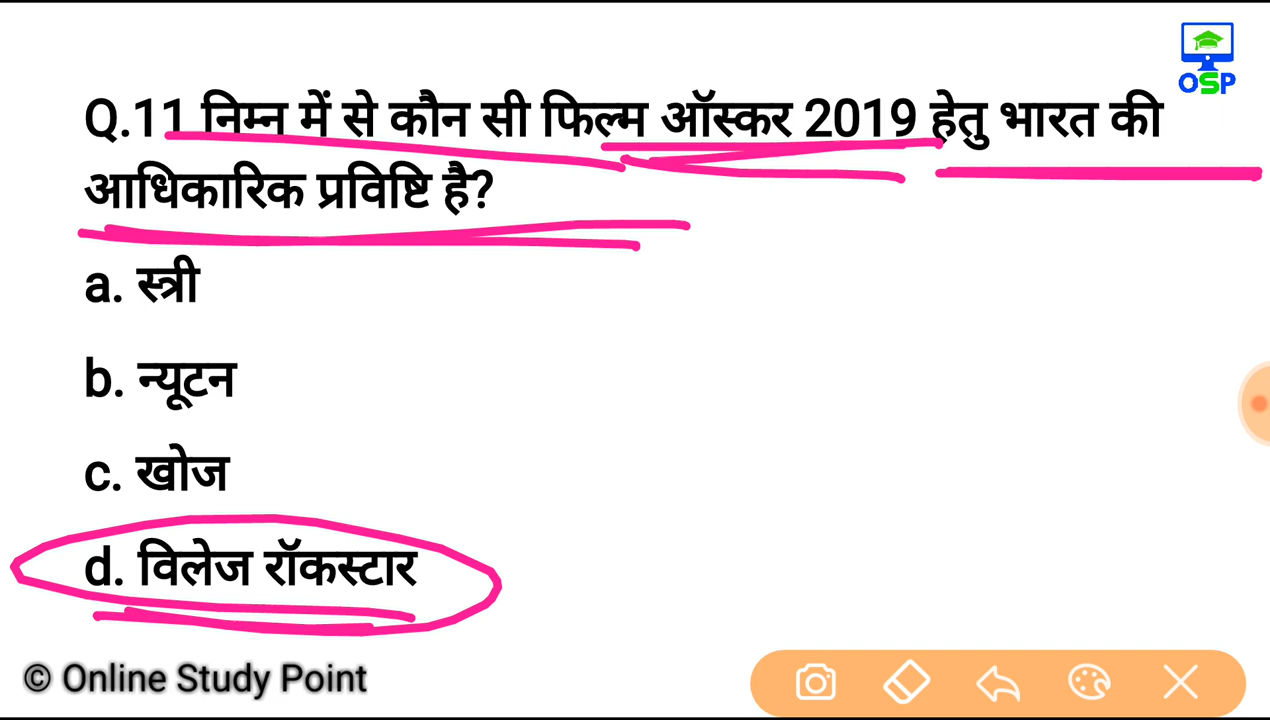 OSP
Q.11 निम्न में से कौन सी फिल्म ऑस्कर 2019 हेतु भारत की
आधिकारिक प्रविष्टि है?
a. स्त्री
b. न्यूटन
c. खोज
d. विलेज रॉकस्टार
© Online Study Point